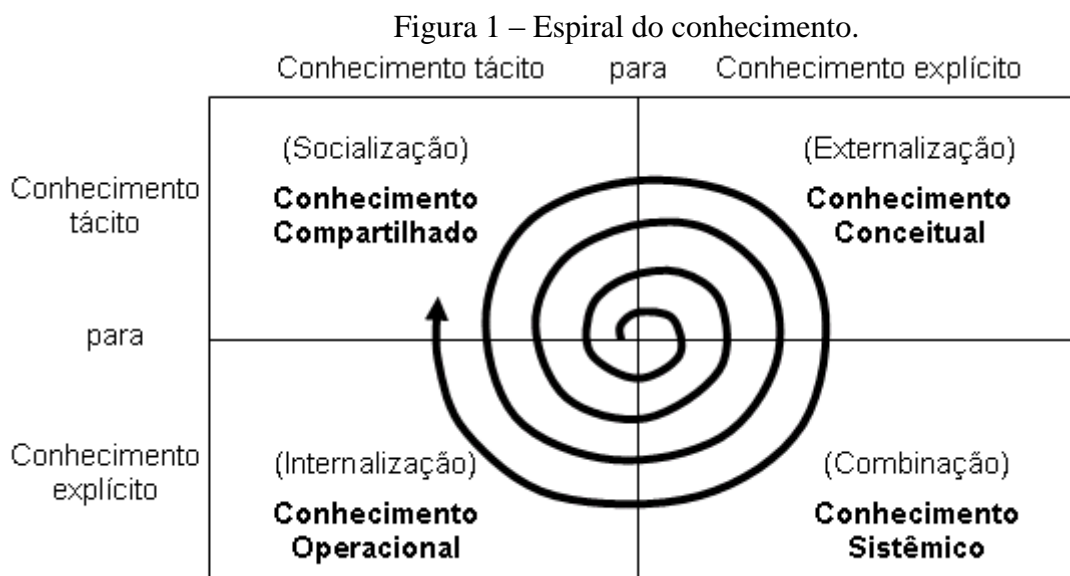 Figura 1 – Espiral do conhecimento.
Conhecimento tácito para Conhecimento explícito
(Socialização)
Conhecimento
Compartilhado
(Externalização)
Conhecimento
Conceitual
Conhecimento
tácito
para
Conhecimento
explícito
(Internalização)
Conhecimento
Operacional
(Combinação)
Conhecimento
Sistêmico